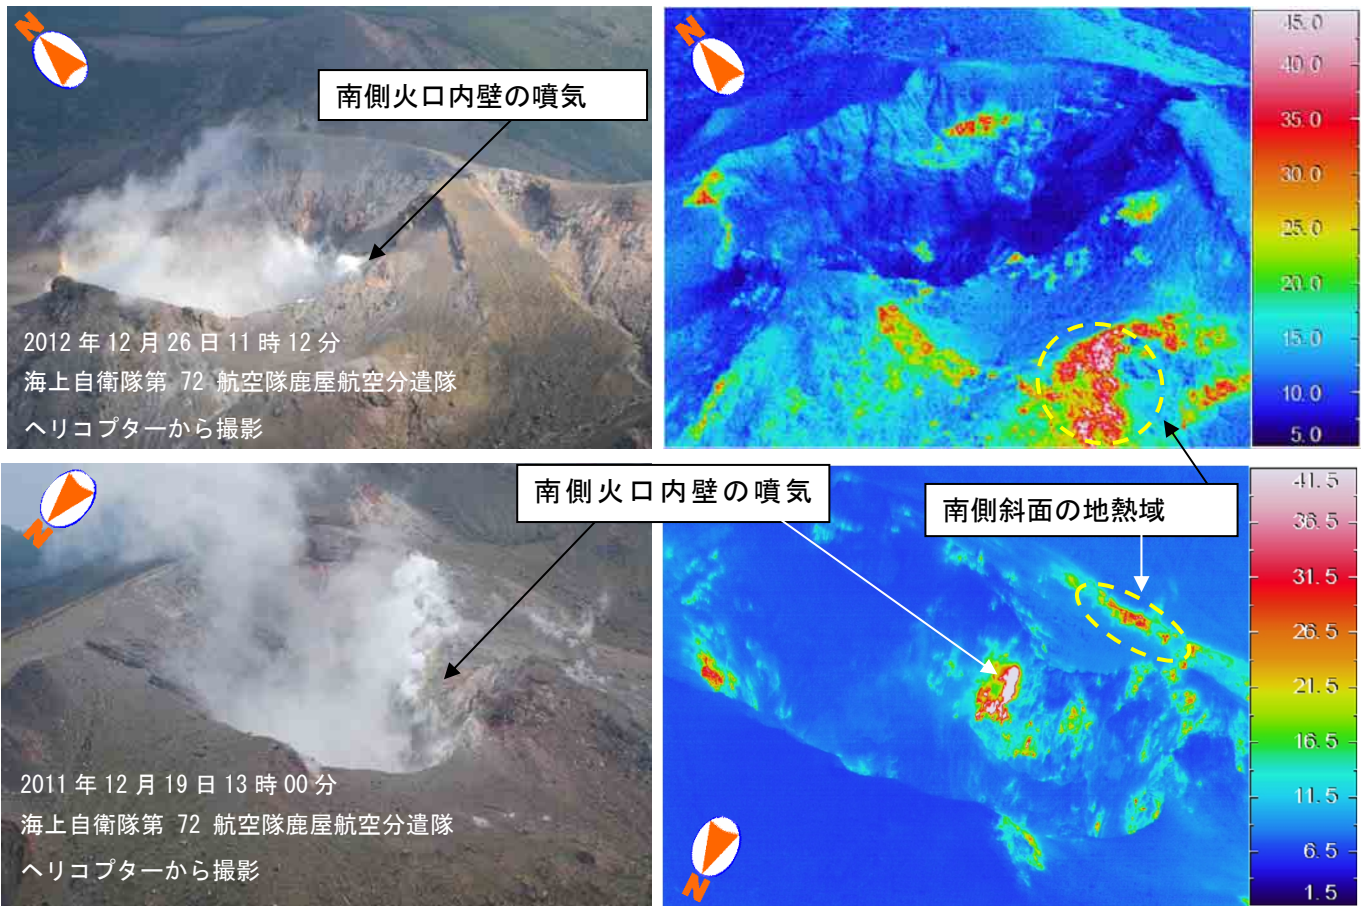 N
南側火口内壁の噴気
2012年12月26日11時12分
海上自衛隊第 72 航空隊鹿屋航空分遣隊
ヘリコプターから撮影
N
45.0
40.0
35.0
30.0
25.0
20.0
15.0
10.0
5.0
N
南側火口内壁の噴気
南側斜面の地熱域
2011年12月19日13時00分
海上自衛隊第 72 航空隊鹿屋航空分遣隊
ヘリコプターから撮影
41.5
36.5
31.5
26.5
21.5
16.5
11.5
6.5
1.5
N